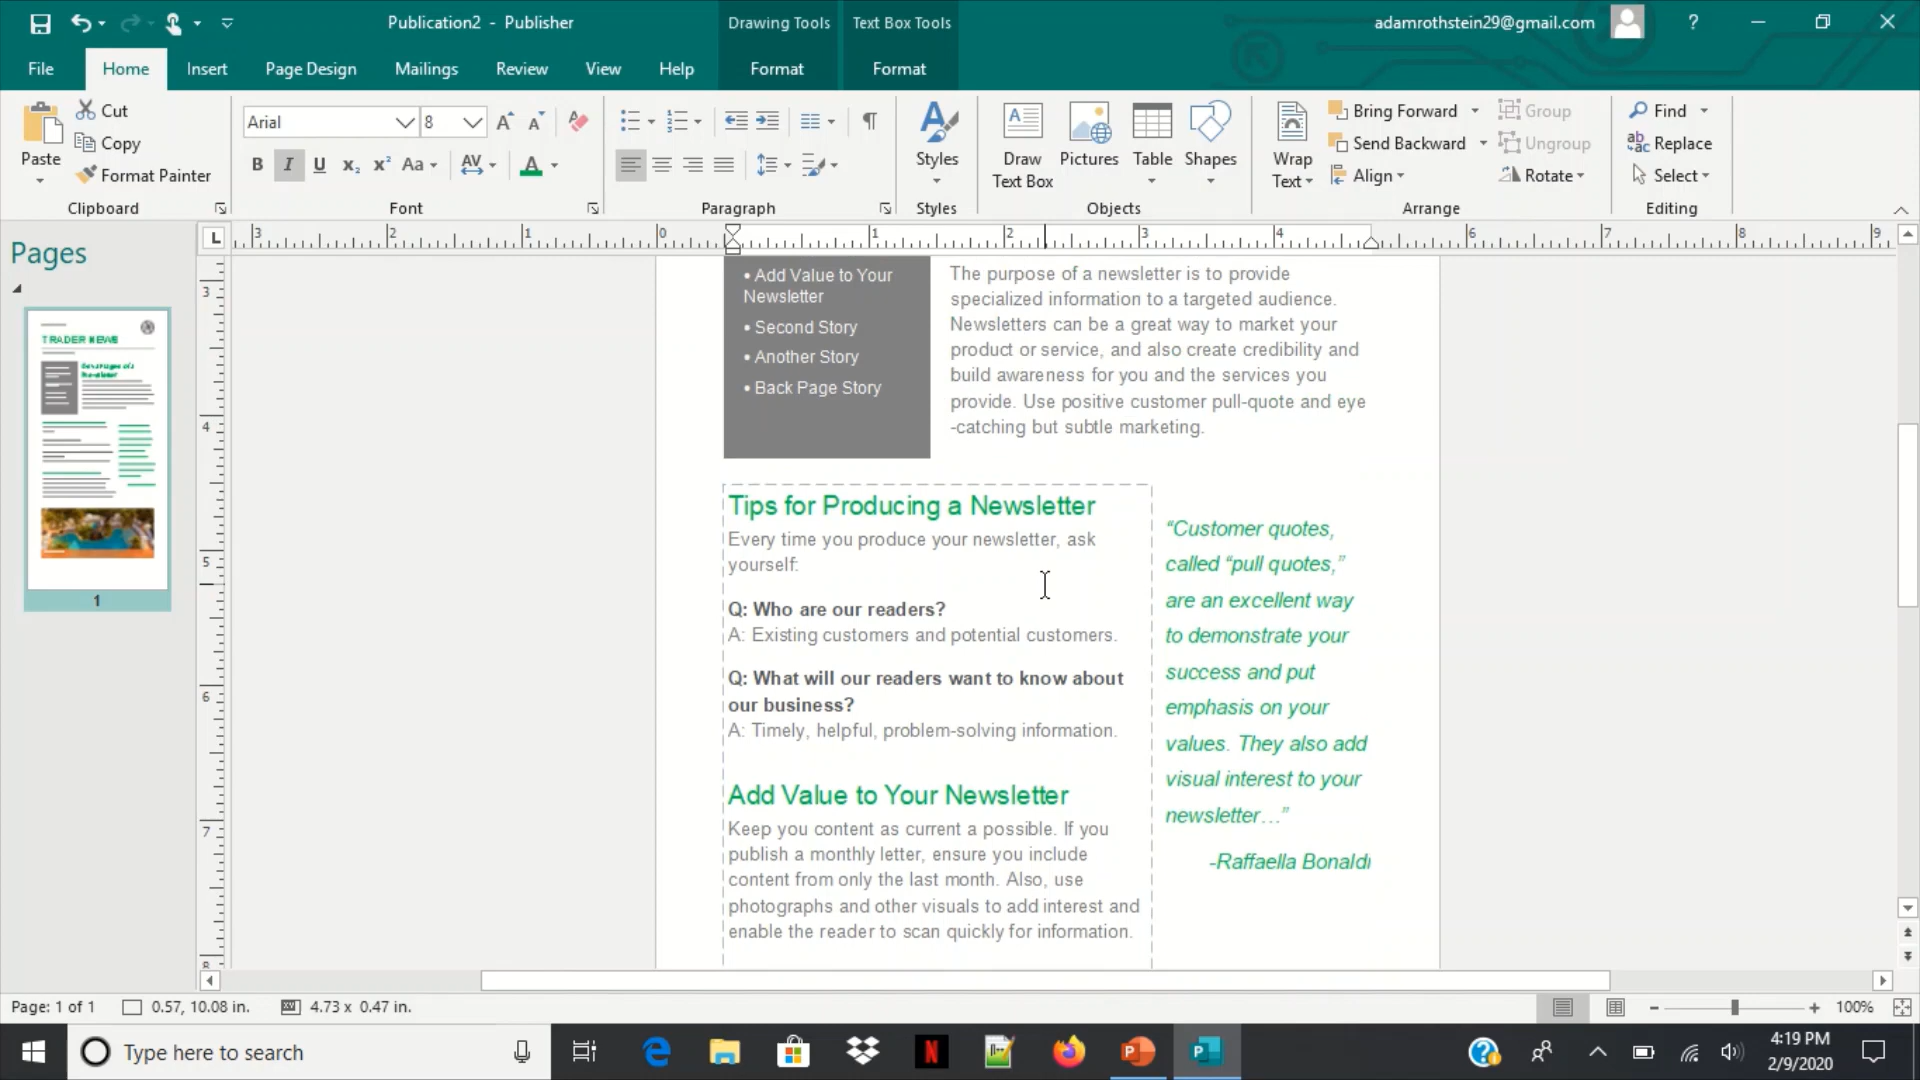 Publication2 - Publisher
Drawing Tools
Text Box Tools
adamrothstein29@gmail.com
?
File
Home
Insert
Page Design
Mailings
Review
View
Help
Format
Format
Paste
Cut
Copy
Format Painter
Clipboard
Arial
8
Font
Paragraph
Styles
Styles
Draw
Text Box
Pictures
Table
Shapes
Objects
Wrap
Text
Bring Forward
Send Backward
Align
Group
Ungroup
Rotate
Arrange
Find
Replace
Select
Editing
Pages
TRADER NEWS
1
• Add Value to Your
Newsletter
• Second Story
• Another Story
• Back Page Story
The purpose of a newsletter is to provide
specialized information to a targeted audience.
Newsletters can be a great way to market your
product or service, and also create credibility and
build awareness for you and the services you
provide. Use positive customer pull-quote and eye
-catching but subtle marketing.
Tips for Producing a Newsletter
Every time you produce your newsletter, ask
yourself:
Q: Who are our readers?
A: Existing customers and potential customers.
Q: What will our readers want to know about
our business?
A: Timely, helpful, problem-solving information.
Add Value to Your Newsletter
Keep you content as current a possible. If you
publish a monthly letter, ensure you include
content from only the last month. Also, use
photographs and other visuals to add interest and
enable the reader to scan quickly for information.
“Customer quotes,
called “pull quotes,”
are an excellent way
to demonstrate your
success and put
emphasis on your
values. They also add
visual interest to your
newsletter…”
-Raffaella Bonaldi
Page: 1 of 1
0.57, 10.08 in.
4.73 x 0.47 in.
100%
Type here to search
4:19 PM
2/9/2020